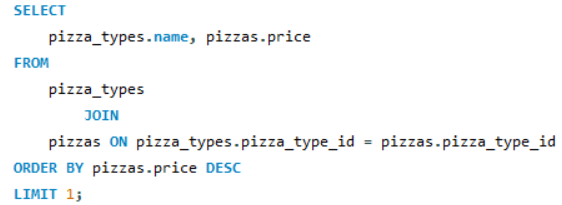 SELECT
pizza_types.name, pizzas.price
FROM
pizza_types
JOIN
pizzas ON pizza_types.pizza_type_id = pizzas.pizza_type_id
ORDER BY pizzas.price DESC
LIMIT 1;